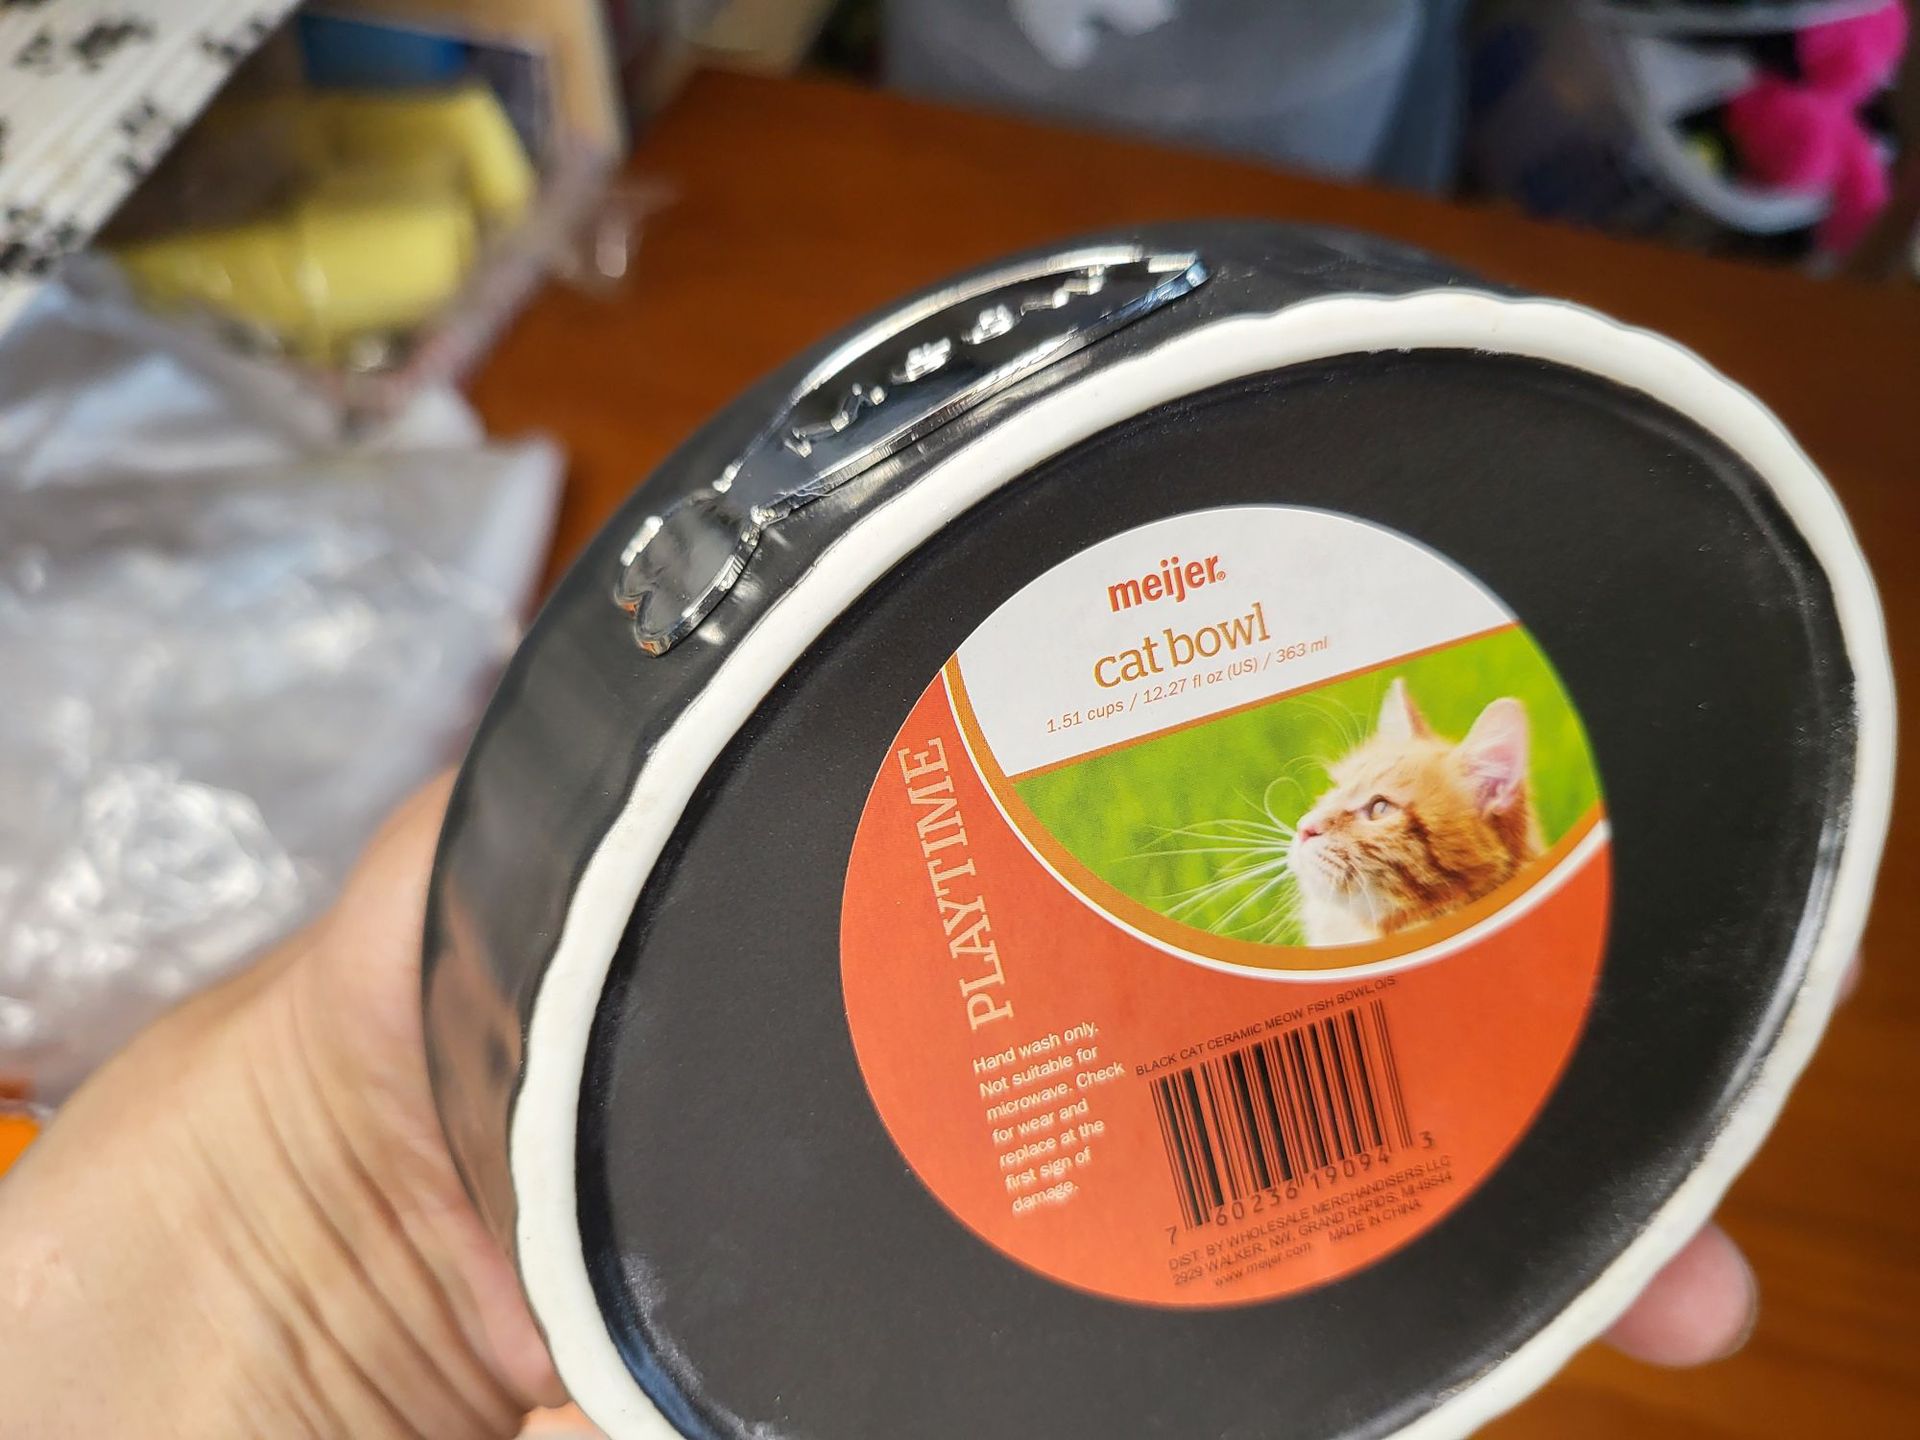 meijer®
cat bowl
1.51 cups / 12.27 fl oz (US) / 363 ml
PLAYTIME
Hand wash only.
Not suitable for
microwave. Check
for wear and
replace at the
first sign of
damage.
BLACK CAT CERAMIC MEOW FISH BOWL,O/S
7 60236 19094 3
DIST. BY WHOLESALE MERCHANDISERS LLC
2929 WALKER, NW, GRAND RAPIDS, MI 49544
www.meijer.com MADE IN CHINA